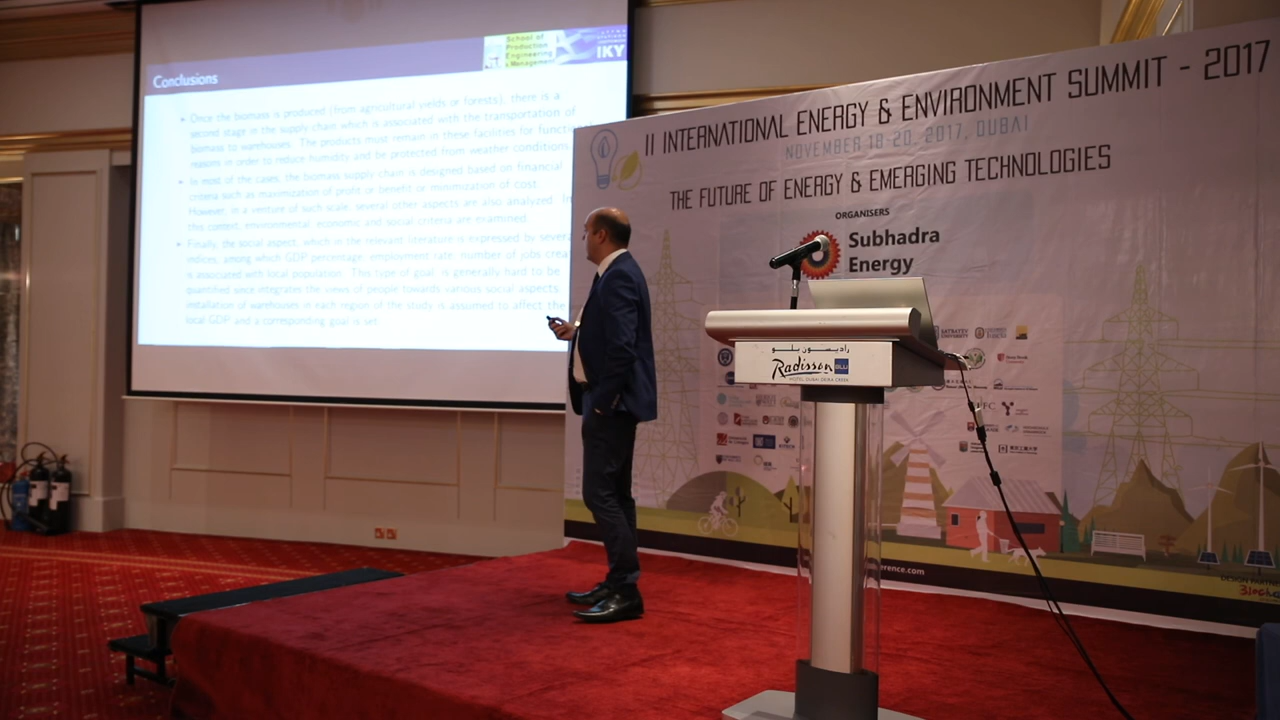 Conclusions
School of
Production
Engineering
& Management
IKY
Once the biomass is produced (from agricultural yields or forests), there is a
second stage in the supply chain which is associated with the transportation of
biomass to warehouses. The products must remain in these facilities for
reasons in order to reduce humidity and be protected from weather conditions
In most of the cases, the biomass supply chain is designed based on financial
criteria such as maximization of profit or benefit or minimization of cost.
However, in a venture of such scale, several other aspects are also analyzed. In
this context, environmental, economic and social criteria are examined.
Finally, the social aspect, which in the relevant literature is expressed by
indices, among which GDP percentage, employment rate, number of jobs
is associated with local population. This type of goal, is generally hard to be
quantified since integrates the views of people towards various social aspects
installation of warehouses in each region of the study is assumed to affect the
local GDP and a corresponding goal is set.
II INTERNATIONAL ENERGY & ENVIRONMENT SUMMIT - 2017
NOVEMBER 18-20, 2017, DUBAI
THE FUTURE OF ENERGY & EMERGING TECHNOLOGIES
ORGANISERS
Subhadra
Energy
راديسون بلو
Radisson BLU
HOTEL, DUBAI DEIRA CREEK
DESIGN